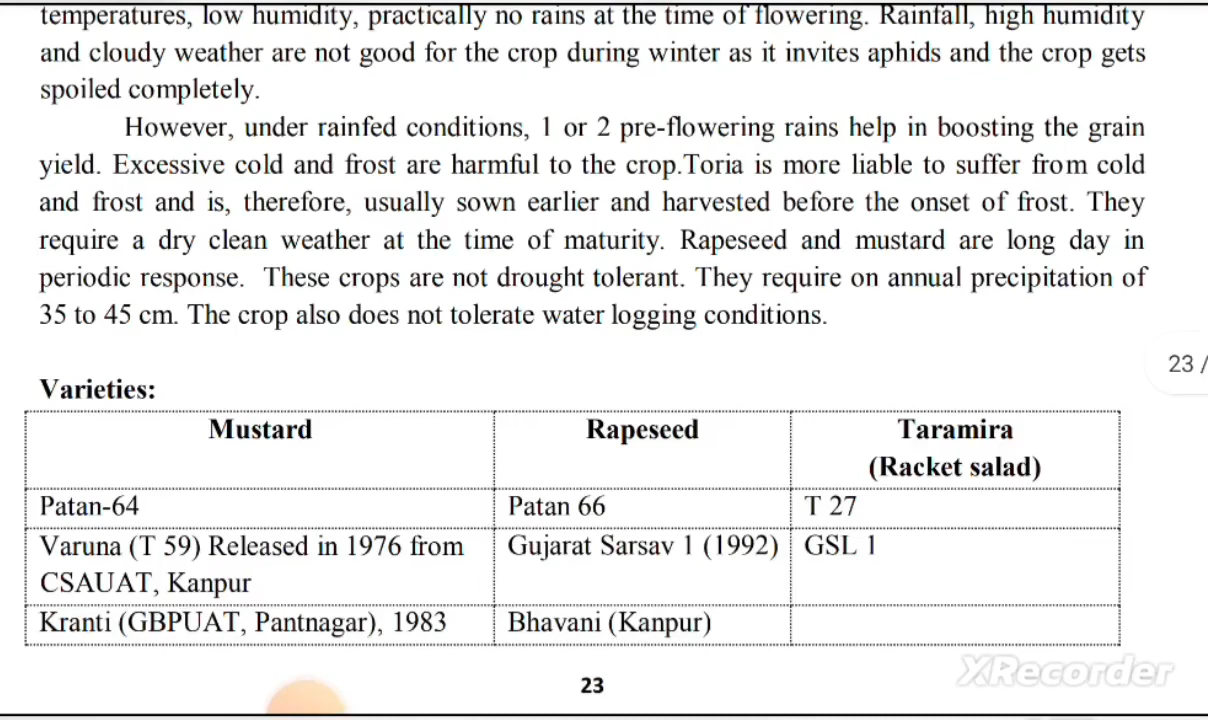 temperatures, low humidity, practically no rains at the time of flowering. Rainfall, high humidity
and cloudy weather are not good for the crop during winter as it invites aphids and the crop gets
spoiled completely.
However, under rainfed conditions, 1 or 2 pre-flowering rains help in boosting the grain
yield. Excessive cold and frost are harmful to the crop.Toria is more liable to suffer from cold
and frost and is, therefore, usually sown earlier and harvested before the onset of frost. They
require a dry clean weather at the time of maturity. Rapeseed and mustard are long day in
periodic response. These crops are not drought tolerant. They require on annual precipitation of
35 to 45 cm. The crop also does not tolerate water logging conditions.
23 /
Varieties:
Mustard Rapeseed Taramira
(Racket salad)
Patan-64 Patan 66 T 27
Varuna (T 59) Released in 1976 from Gujarat Sarsav 1 (1992) GSL 1
CSAUAT, Kanpur
Kranti (GBPUAT, Pantnagar), 1983 Bhavani (Kanpur)
XRecorder
23